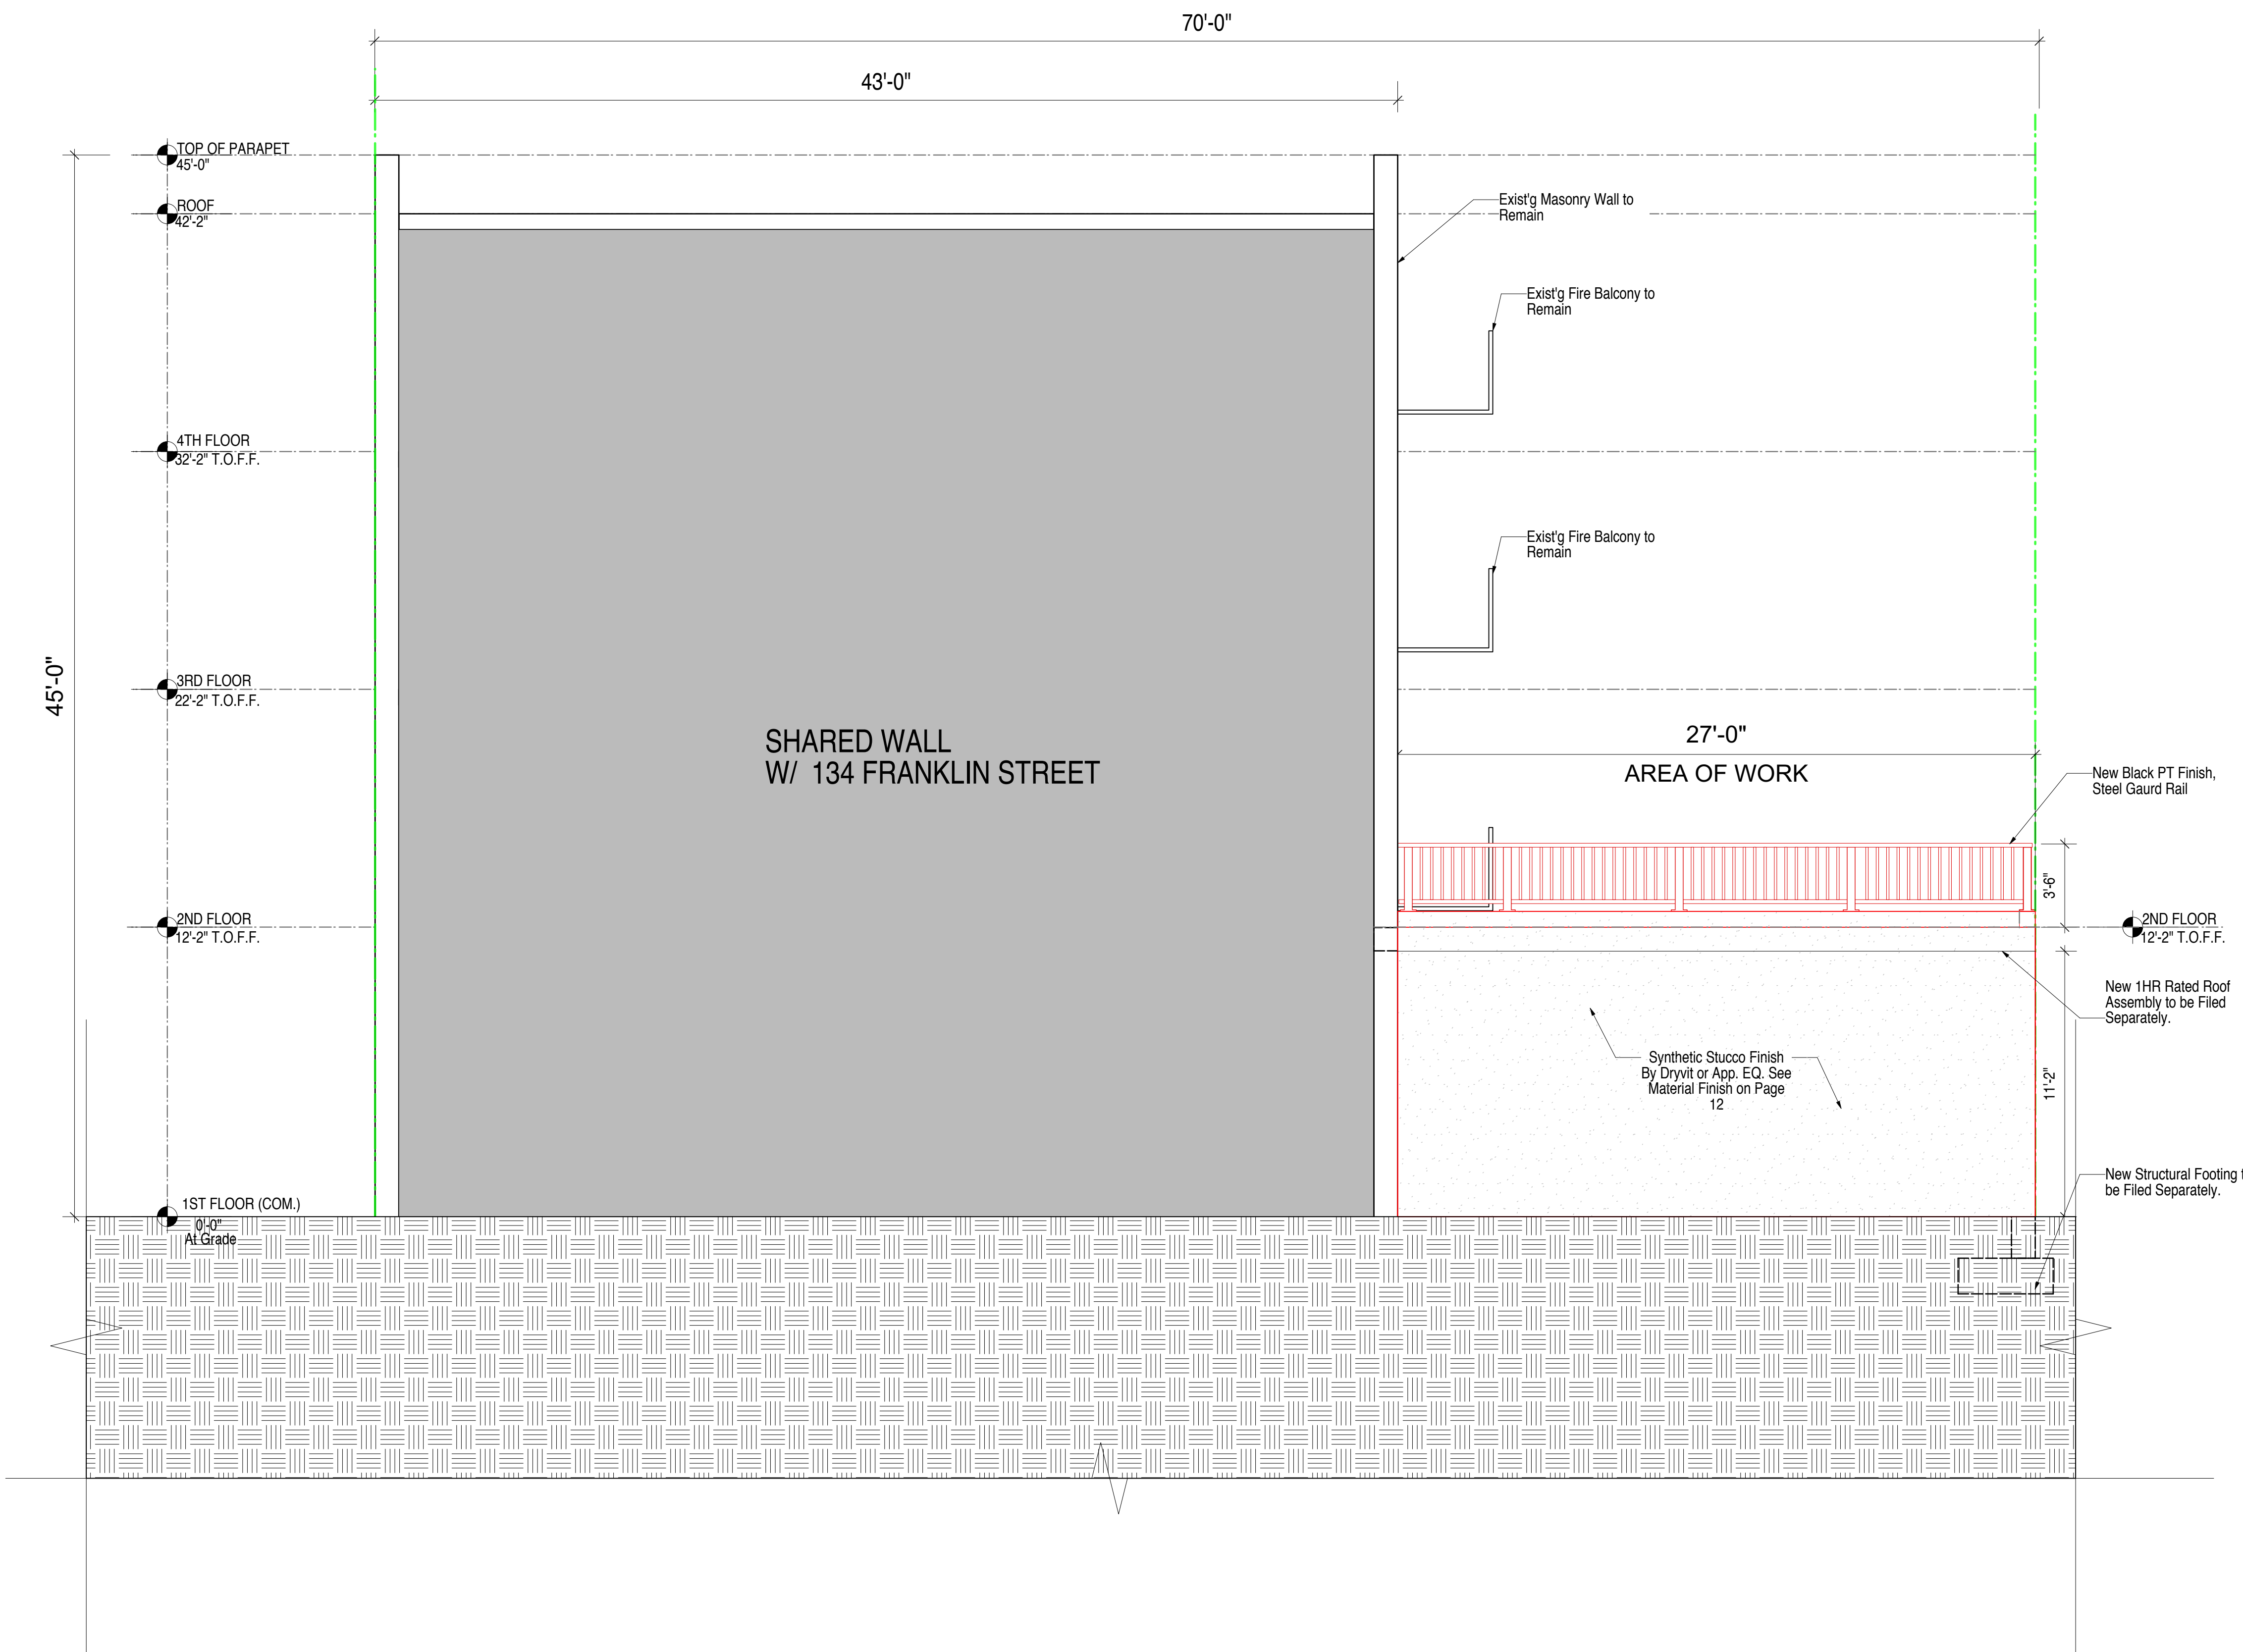 70'-0"
43'-0"
TOP OF PARAPET
45'-0"
ROOF
42'-2"
Exist'g Masonry Wall to
Remain
Exist'g Fire Balcony to
Remain
4TH FLOOR
32'-2" T.O.F.F.
Exist'g Fire Balcony to
Remain
45'-0"
3RD FLOOR
22'-2" T.O.F.F.
SHARED WALL
W/ 134 FRANKLIN STREET
27'-0"
AREA OF WORK
New Black PT Finish,
Steel Gaurd Rail
3'-6"
2ND FLOOR
12'-2" T.O.F.F.
2ND FLOOR
12'-2" T.O.F.F.
New 1HR Rated Roof
Assembly to be Filed
Separately.
Synthetic Stucco Finish
By Dryvit or App. EQ. See
Material Finish on Page
12
11'-2"
New Structural Footing
be Filed Separately.
1ST FLOOR (COM.)
0'-0"
At Grade